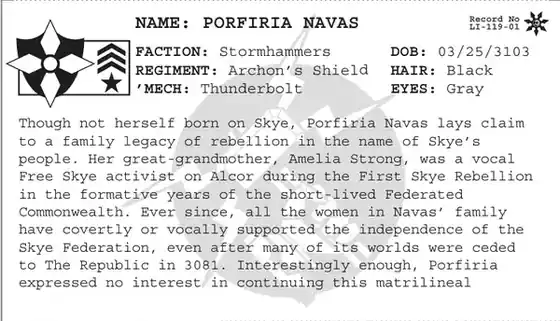 NAME: PORFIRIA NAVAS
Record No
LI-119-01
FACTION: Stormhammers
DOB: 03/25/3103
REGIMENT: Archon's Shield
HAIR: Black
'MECH: Thunderbolt
EYES: Gray
Though not herself born on Skye, Porfiria Navas lays claim
to a family legacy of rebellion in the name of Skye's
people. Her great-grandmother, Amelia Strong, was a vocal
Free Skye activist on Alcor during the First Skye Rebellion
in the formative years of the short-lived Federated
Commonwealth. Ever since, all the women in Navas' family
have covertly or vocally supported the independence of the
Skye Federation, even after many of its worlds were ceded
to The Republic in 3081. Interestingly enough, Porfiria
expressed no interest in continuing this matrilineal